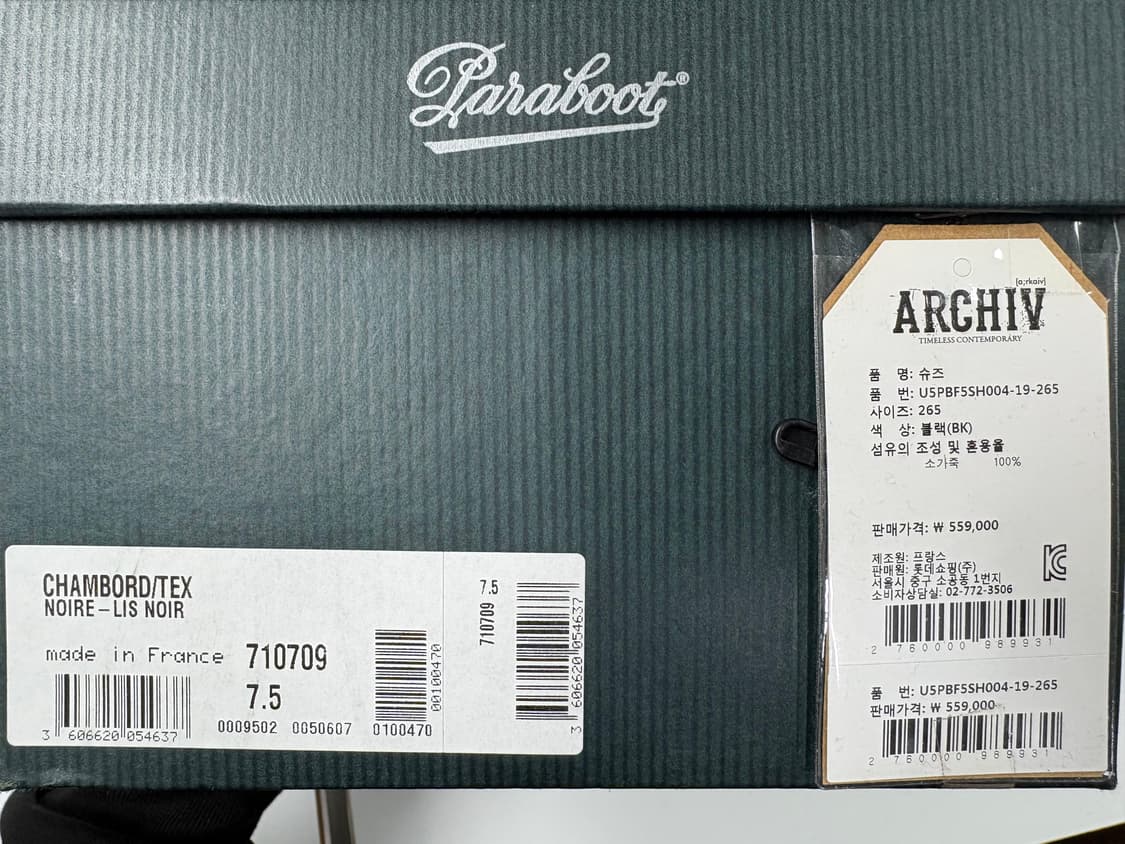 Paraboot®
CHAMBORD/TEX
NOIRE-LIS NOIR
made in France 710709
7.5
3 606620 054637
0009502 0050607 0100470
00100470
7.5
710709
3 606620 054637
[a;rkaiv]
ARCHIV
TIMELESS CONTEMPORARY
품 명: 슈즈
품 번: U5PBF5SH004-19-265
사이즈: 265
색 상: 블랙(BK)
섬유의 조성 및 혼용율
소가죽 100%
판매가격: ₩ 559,000
제조원: 프랑스
판매원: 롯데쇼핑(주)
서울시 중구 소공동 1번지
소비자상담실: 02-772-3506
2 760000 989931
품 번: U5PBF5SH004-19-265
판매가격: ₩ 559,000
2 760000 989931